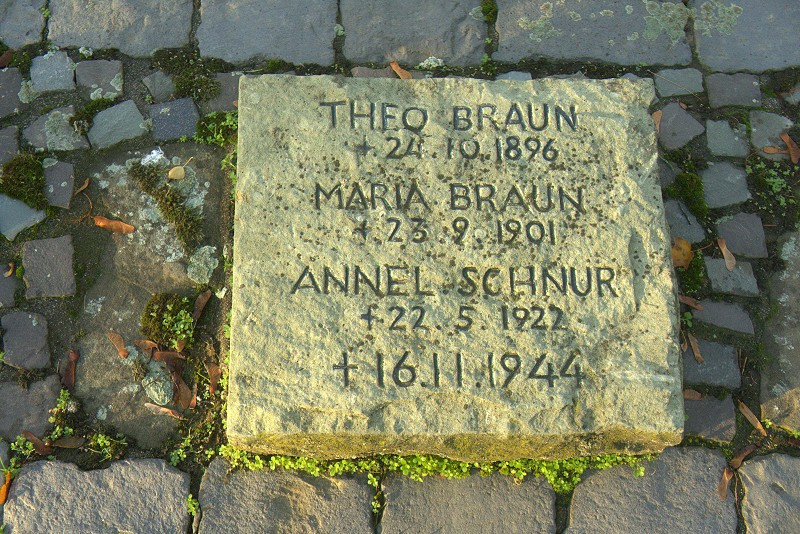 THEO BRAUN
+ 24.10.1896
MARIA BRAUN
+ 23.9.1901
ANNEL SCHNUR
+ 22.5.1922
+ 16.11.1944